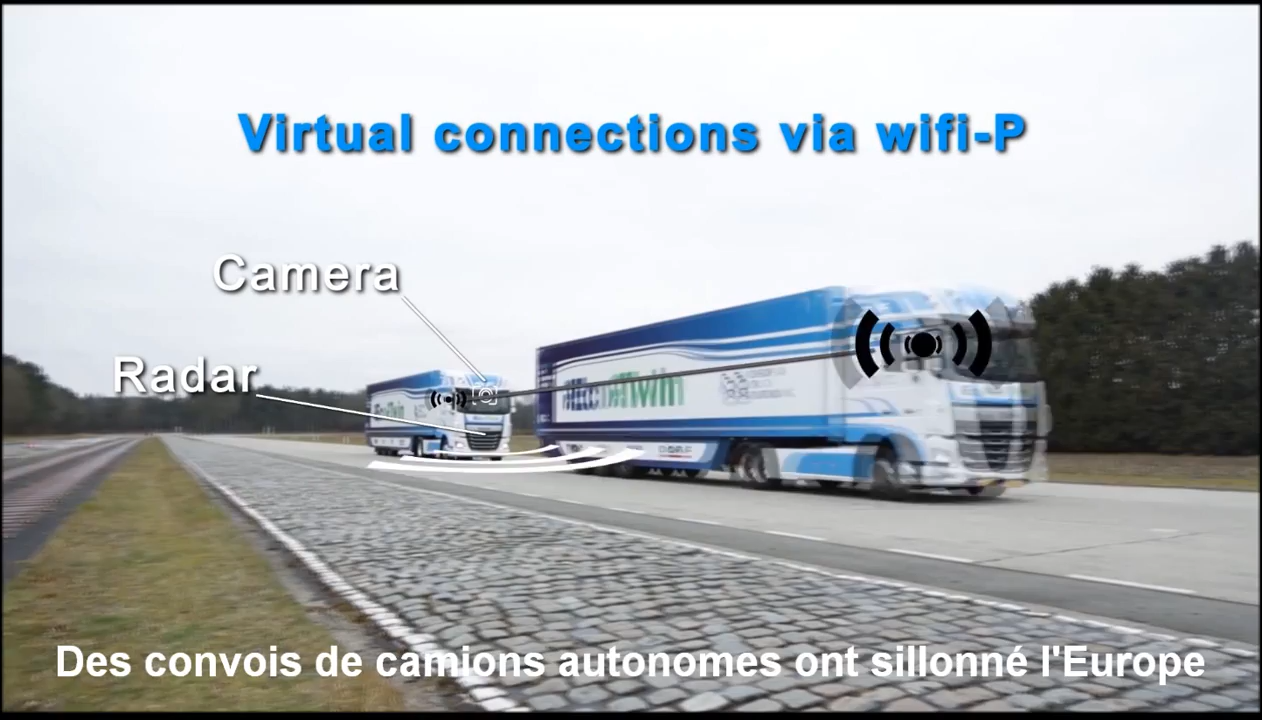 Virtual connections via wifi-P
Camera
Radar
Des convois de camions autonomes ont sillonné l'Europe